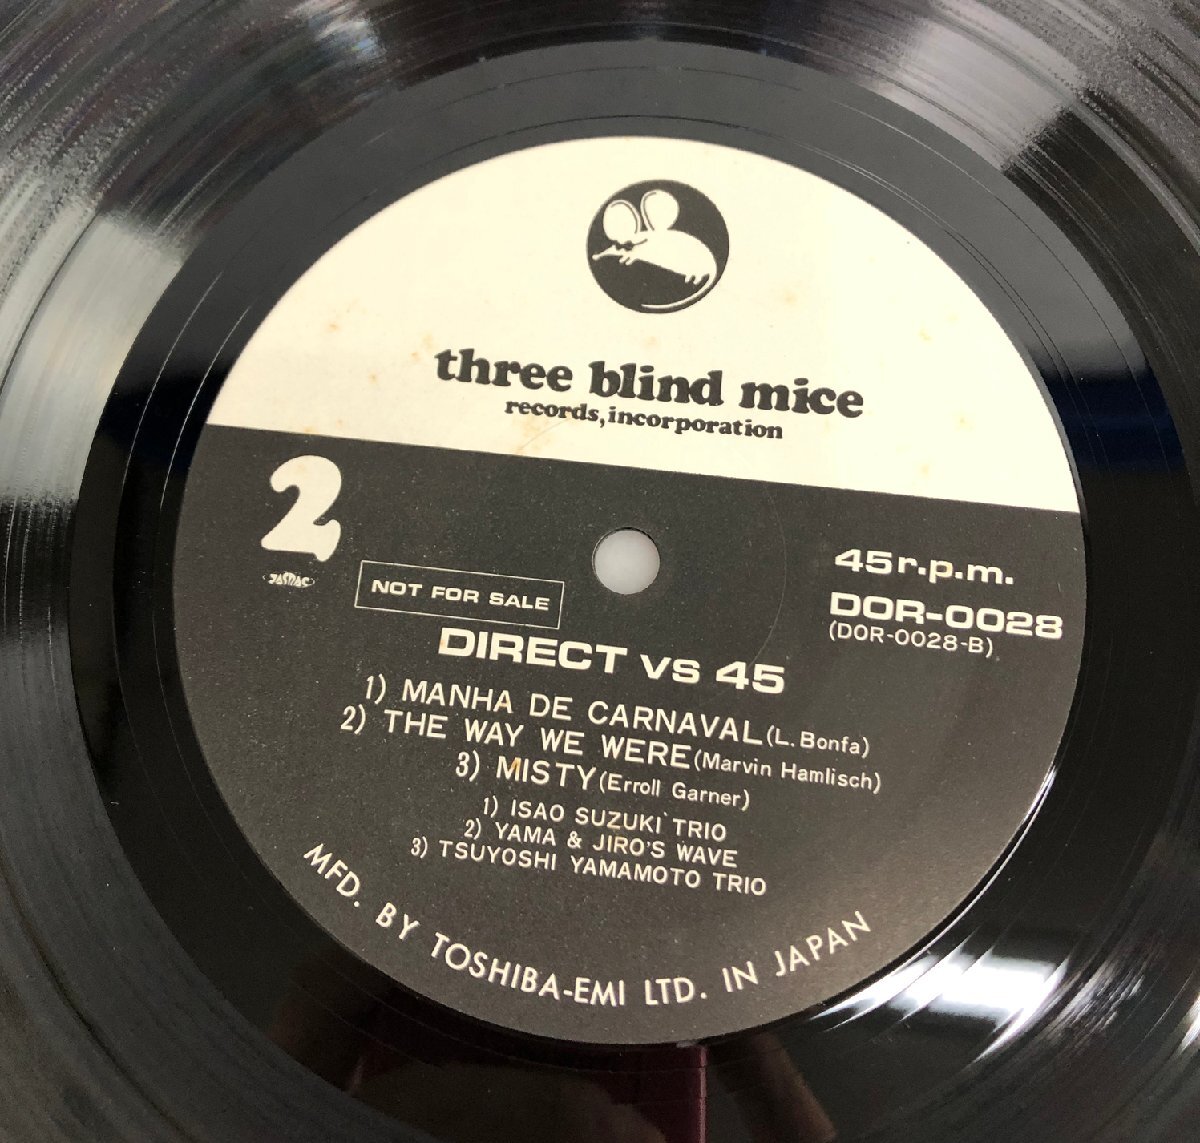 three blind mice
records, incorporation
2
JASRAC
NOT FOR SALE
45 r.p.m.
DOR-0028
(DOR-0028-B)
DIRECT vs 45
1) MANHA DE CARNAVAL (L. Bonfa)
2) THE WAY WE WERE (Marvin Hamlisch)
3) MISTY (Erroll Garner)
1) ISAO SUZUKI TRIO
2) YAMA & JIRO'S WAVE
3) TSUYOSHI YAMAMOTO TRIO
MFD. BY TOSHIBA-EMI LTD. IN JAPAN